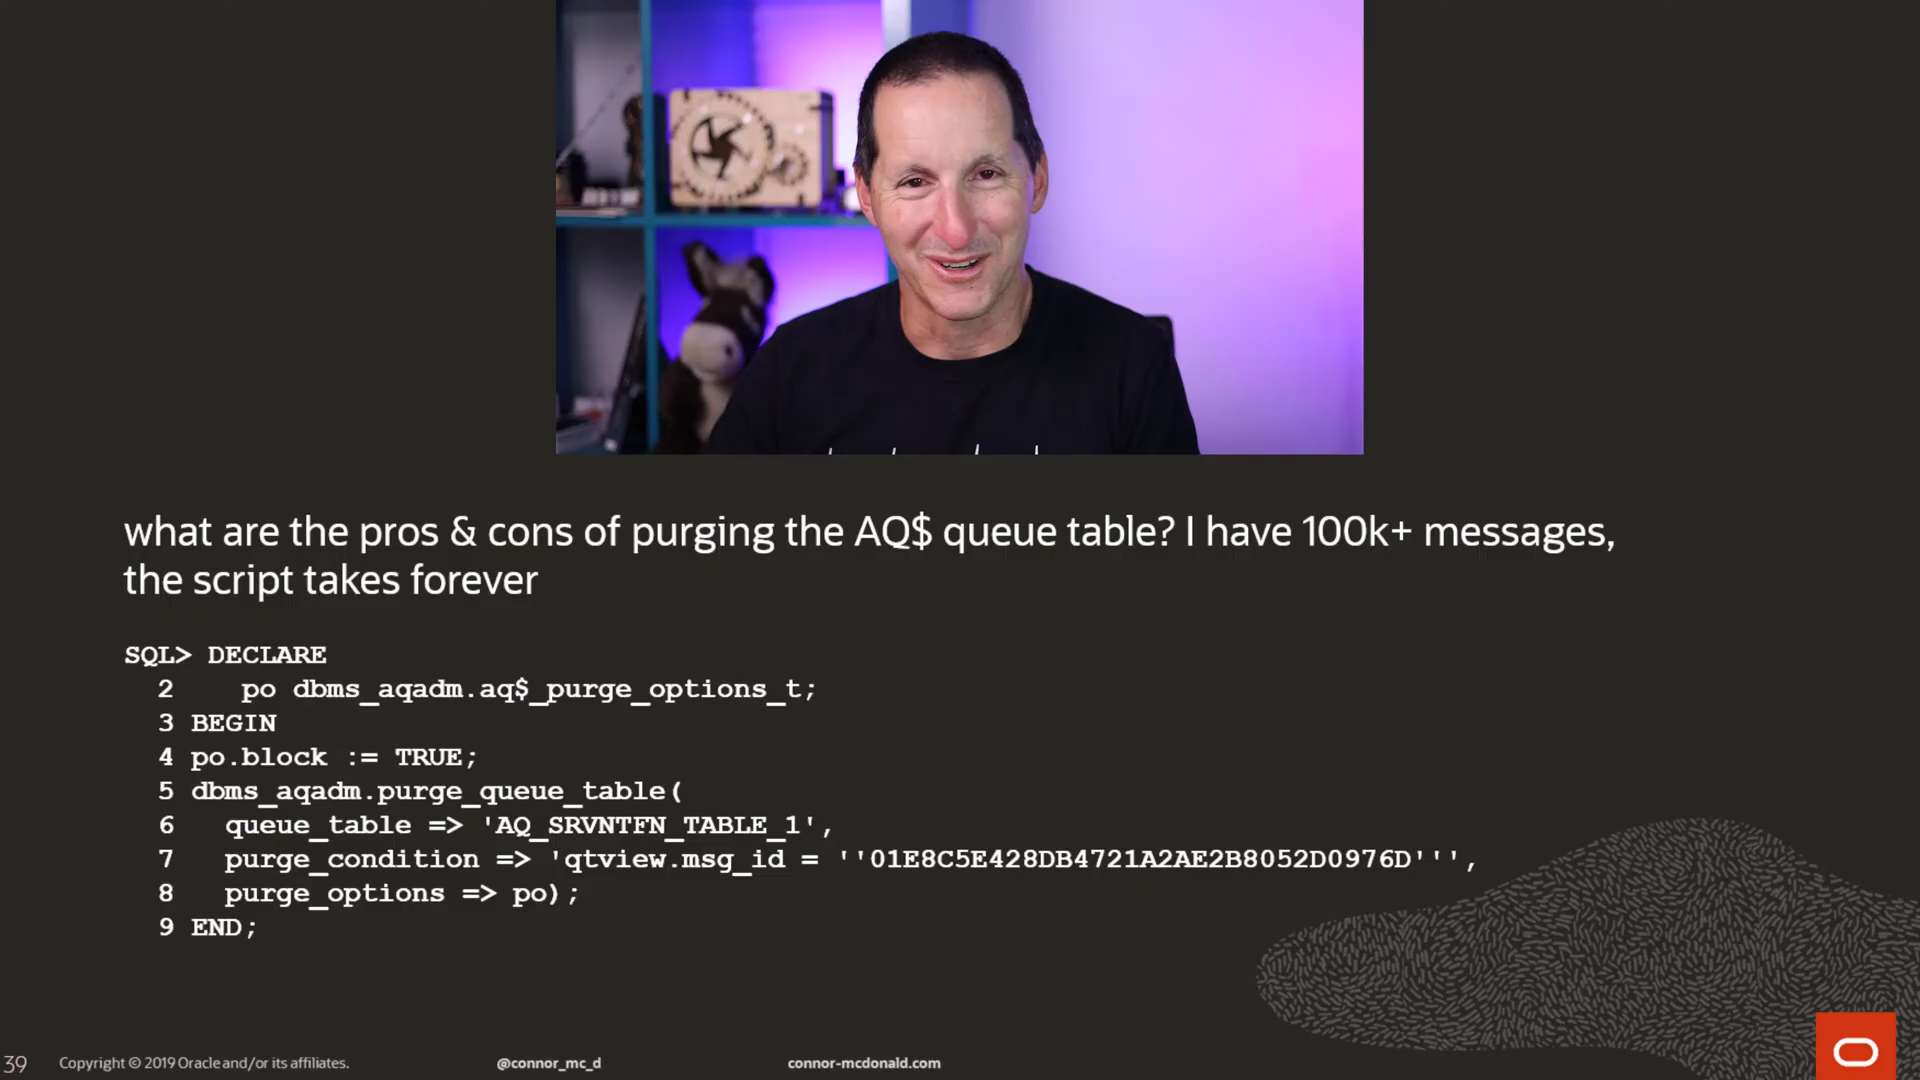 what are the pros & cons of purging the AQ$ queue table? I have 100k+ messages,
the script takes forever
SQL> DECLARE
2 po dbms_aqadm.aq$_purge_options_t;
3 BEGIN
4 po.block := TRUE;
5 dbms_aqadm.purge_queue_table(
6 queue_table => 'AQ_SRVNTFN_TABLE_1',
7 purge_condition => 'qtview.msg_id = ''01E8C5E428DB4721A2AE2B8052D0976D''',
8 purge_options => po);
9 END;
39 Copyright © 2019 Oracle and/or its affiliates. @connor_mc_d connor-mcdonald.com